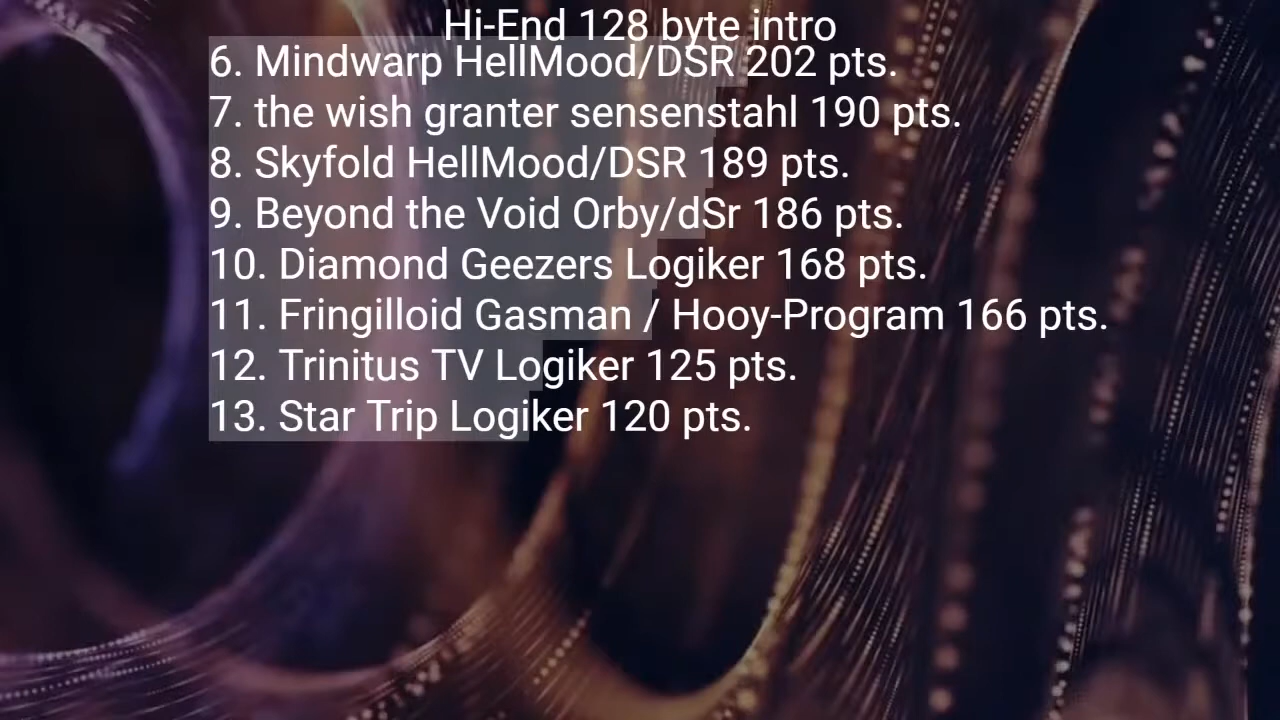 Hi-End 128 byte intro
6. Mindwarp HellMood/DSR 202 pts.
7. the wish granter sensenstahl 190 pts.
8. Skyfold HellMood/DSR 189 pts.
9. Beyond the Void Orby/dSr 186 pts.
10. Diamond Geezers Logiker 168 pts.
11. Fringilloid Gasman / Hooy-Program 166 pts.
12. Trinitus TV Logiker 125 pts.
13. Star Trip Logiker 120 pts.